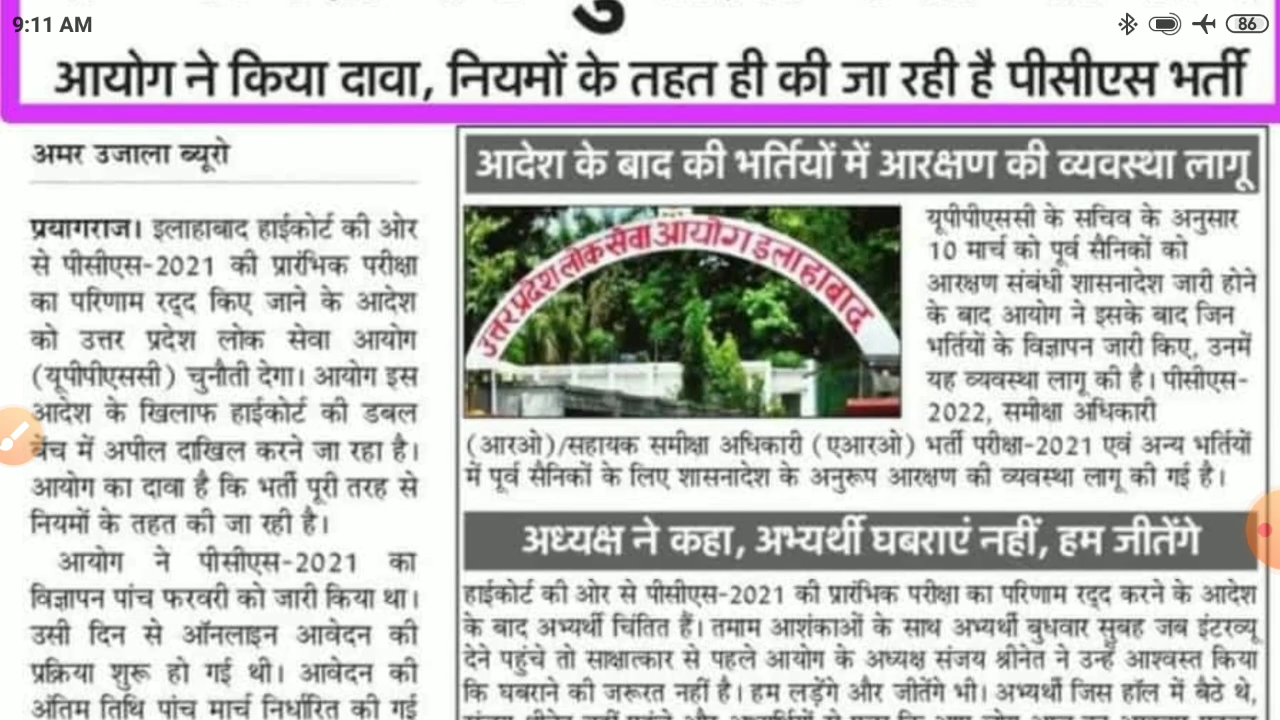 9:11 AM
86
आयोग ने किया दावा, नियमों के तहत ही की जा रही है पीसीएस भर्ती
अमर उजाला ब्यूरो
प्रयागराज। इलाहाबाद हाईकोर्ट की ओर
से पीसीएस-2021 की प्रारंभिक परीक्षा
का परिणाम रद्द किए जाने के आदेश
को उत्तर प्रदेश लोक सेवा आयोग
(यूपीपीएससी) चुनौती देगा। आयोग इस
आदेश के खिलाफ हाईकोर्ट की डबल
बेंच में अपील दाखिल करने जा रहा है।
आयोग का दावा है कि भर्ती पूरी तरह से
नियमों के तहत की जा रही है।
आयोग ने पीसीएस-2021 का
विज्ञापन पांच फरवरी को जारी किया था।
उसी दिन से ऑनलाइन आवेदन की
प्रक्रिया शुरू हो गई थी। आवेदन की
अंतिम तिथि पांच मार्च निर्धारित की गई
आदेश के बाद की भर्तियों में आरक्षण की व्यवस्था लागू
उत्तर प्रदेश लोक सेवा आयोग इलाहाबाद
यूपीपीएससी के सचिव के अनुसार
10 मार्च को पूर्व सैनिकों को
आरक्षण संबंधी शासनादेश जारी होने
के बाद आयोग ने इसके बाद जिन
भर्तियों के विज्ञापन जारी किए, उनमें
यह व्यवस्था लागू की है। पीसीएस-
2022, समीक्षा अधिकारी
(आरओ)/सहायक समीक्षा अधिकारी (एआरओ) भर्ती परीक्षा-2021 एवं अन्य भर्तियों
में पूर्व सैनिकों के लिए शासनादेश के अनुरूप आरक्षण की व्यवस्था लागू की गई है।
अध्यक्ष ने कहा, अभ्यर्थी घबराएं नहीं, हम जीतेंगे
हाईकोर्ट की ओर से पीसीएस-2021 की प्रारंभिक परीक्षा का परिणाम रद्द करने के आदेश
के बाद अभ्यर्थी चिंतित हैं। तमाम आशंकाओं के साथ अभ्यर्थी बुधवार सुबह जब इंटरव्यू
देने पहुंचे तो साक्षात्कार से पहले आयोग के अध्यक्ष संजय श्रीनेत ने उन्हें आश्वस्त किया
कि घबराने की जरूरत नहीं है। हम लड़ेंगे और जीतेंगे भी। अभ्यर्थी जिस हॉल में बैठे थे,